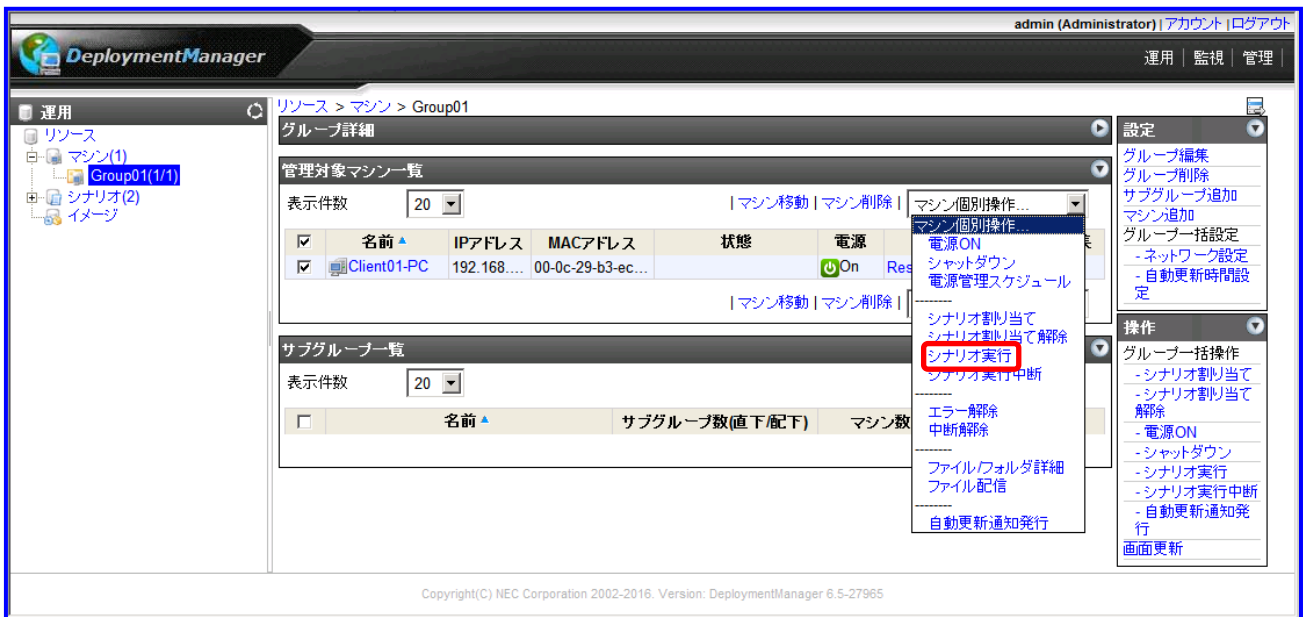 admin (Administrator) | アカウント | ログアウト
DeploymentManager
運用 | 監視 | 管理 |
運用
リソース
マシン(1)
Group01(1/1)
シナリオ(2)
イメージ
リソース > マシン > Group01
グループ詳細
管理対象マシン一覧
表示件数 20 | マシン移動 | マシン削除 | マシン個別操作...
名前 IPアドレス MACアドレス 状態 電源
Client01-PC 192.168.... 00-0c-29-b3-ec... On Res
| マシン移動 | マシン削除 |
マシン個別操作...
電源ON
シャットダウン
電源管理スケジュール
--------
シナリオ割り当て
シナリオ割り当て解除
シナリオ実行
シナリオ実行中断
--------
エラー解除
中断解除
--------
ファイル/フォルダ詳細
ファイル配信
--------
自動更新通知発行
サブグループ一覧
表示件数 20
名前 サブグループ数(直下/配下) マシン数
設定
グループ編集
グループ削除
サブグループ追加
マシン追加
グループ一括設定
- ネットワーク設定
- 自動更新時間設
定
操作
グループ一括操作
- シナリオ割り当て
- シナリオ割り当て
解除
- 電源ON
- シャットダウン
- シナリオ実行
- シナリオ実行中断
- 自動更新通知発
行
画面更新
Copyright(C) NEC Corporation 2002-2016. Version: DeploymentManager 6.5-27965